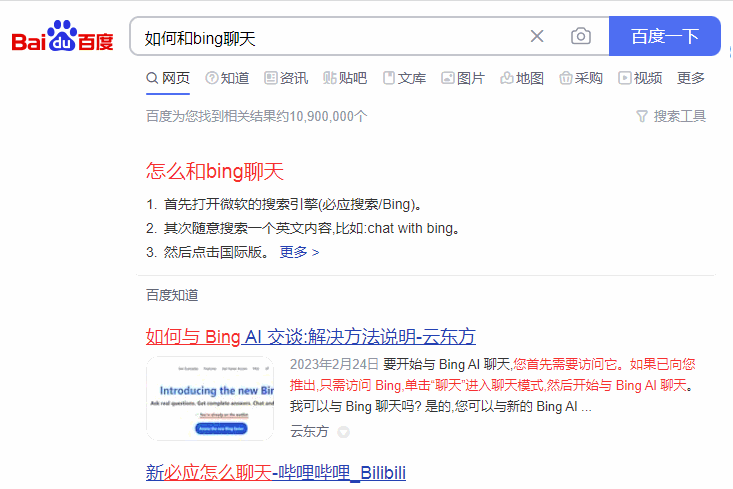 Bai du 百度
如何和bing聊天
百度一下
网页 知道 资讯 贴吧 文库 图片 地图 采购 视频 更多
百度为您找到相关结果约10,900,000个 搜索工具
怎么和bing聊天
1. 首先打开微软的搜索引擎(必应搜索/Bing)。
2. 其次随意搜索一个英文内容,比如:chat with bing。
3. 然后点击国际版。 更多 >
百度知道
如何与 Bing AI 交谈:解决方法说明-云东方
Introducing the new Bin
Ask real questions. Get complete answers. Chat and
2023年2月24日 要开始与 Bing AI 聊天,您首先需要访问它。如果已向您
推出,只需访问 Bing,单击“聊天”进入聊天模式,然后开始与 Bing AI 聊天。
我可以与 Bing 聊天吗? 是的,您可以与新的 Bing AI ...
云东方
新必应怎么聊天-哔哩哔哩_Bilibili